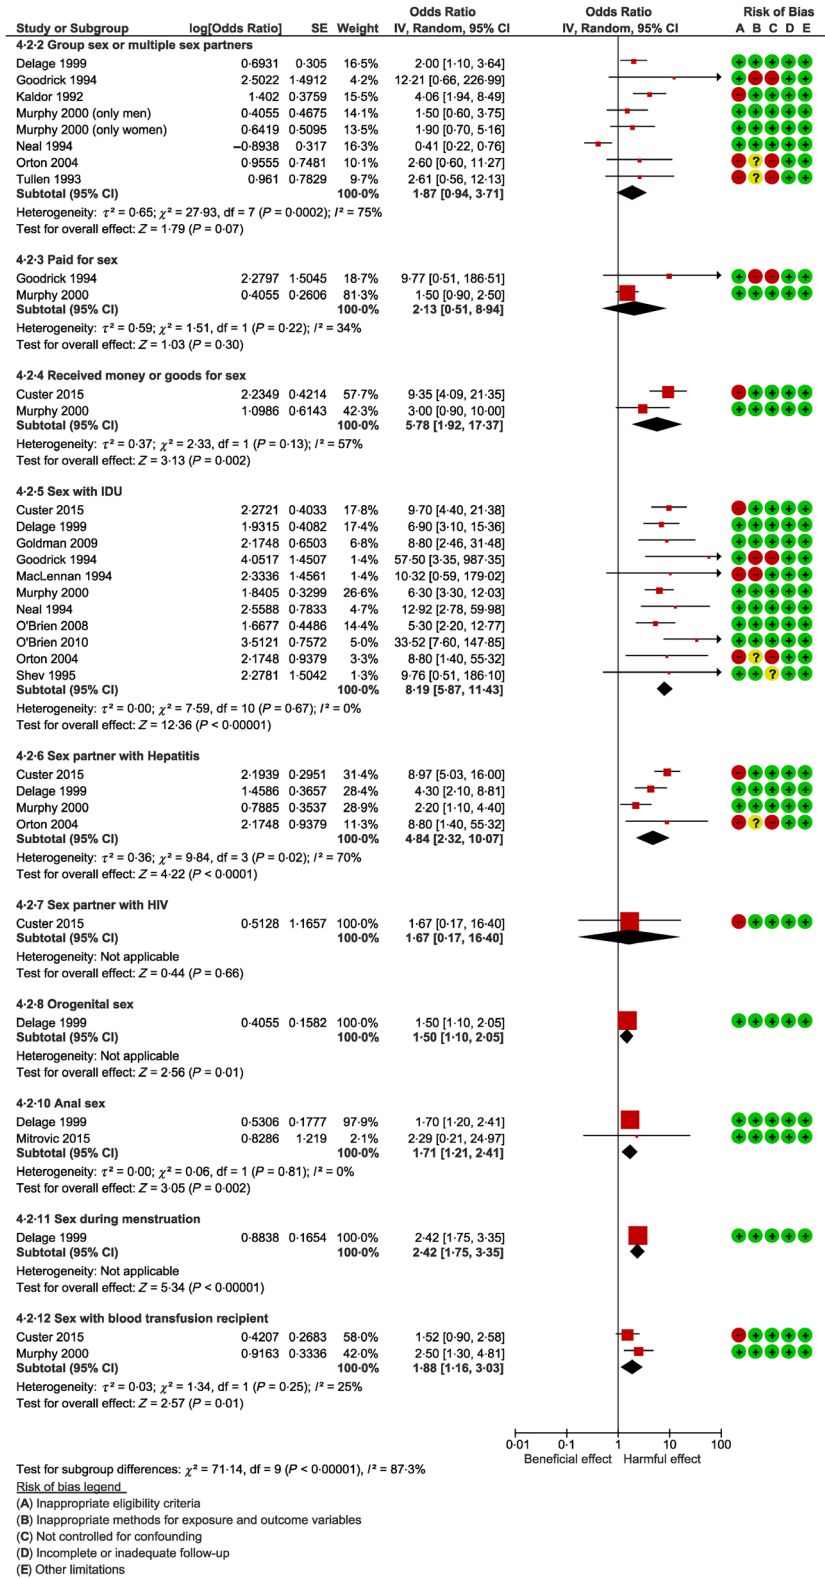 Odds Ratio Odds Ratio Risk of Bias
Study or Subgroup log[Odds Ratio] SE Weight IV, Random, 95% CI IV, Random, 95% CI A B C D E
4·2·2 Group sex or multiple sex partners
Delage 1999 0·6931 0·305 16·5% 2·00 [1·10, 3·64] + + + + +
Goodrick 1994 2·5022 1·4912 4·2% 12·21 [0·66, 226·99] + − − + +
Kaldor 1992 1·402 0·3759 15·5% 4·06 [1·94, 8·49] − + + + +
Murphy 2000 (only men) 0·4055 0·4675 14·1% 1·50 [0·60, 3·75] + + + + +
Murphy 2000 (only women) 0·6419 0·5095 13·5% 1·90 [0·70, 5·16] + + + + +
Neal 1994 −0·8938 0·317 16·3% 0·41 [0·22, 0·76] + + + + +
Orton 2004 0·9555 0·7481 10·1% 2·60 [0·60, 11·27] − ? − + +
Tullen 1993 0·961 0·7829 9·7% 2·61 [0·56, 12·13] − ? − + +
Subtotal (95% CI) 100·0% 1·87 [0·94, 3·71]
Heterogeneity: τ² = 0·65; χ² = 27·93, df = 7 (P = 0·0002); I² = 75%
Test for overall effect: Z = 1·79 (P = 0·07)
4·2·3 Paid for sex
Goodrick 1994 2·2797 1·5045 18·7% 9·77 [0·51, 186·51] + − − + +
Murphy 2000 0·4055 0·2606 81·3% 1·50 [0·90, 2·50] + + + + +
Subtotal (95% CI) 100·0% 2·13 [0·51, 8·94]
Heterogeneity: τ² = 0·59; χ² = 1·51, df = 1 (P = 0·22); I² = 34%
Test for overall effect: Z = 1·03 (P = 0·30)
4·2·4 Received money or goods for sex
Custer 2015 2·2349 0·4214 57·7% 9·35 [4·09, 21·35] − + + + +
Murphy 2000 1·0986 0·6143 42·3% 3·00 [0·90, 10·00] + + + + +
Subtotal (95% CI) 100·0% 5·78 [1·92, 17·37]
Heterogeneity: τ² = 0·37; χ² = 2·33, df = 1 (P = 0·13); I² = 57%
Test for overall effect: Z = 3·13 (P = 0·002)
4·2·5 Sex with IDU
Custer 2015 2·2721 0·4033 17·8% 9·70 [4·40, 21·38] − + + + +
Delage 1999 1·9315 0·4082 17·4% 6·90 [3·10, 15·36] + + + + +
Goldman 2009 2·1748 0·6503 6·8% 8·80 [2·46, 31·48] + + + + +
Goodrick 1994 4·0517 1·4507 1·4% 57·50 [3·35, 987·35] + − − + +
MacLennan 1994 2·3336 1·4561 1·4% 10·32 [0·59, 179·02] − − + + +
Murphy 2000 1·8405 0·3299 26·6% 6·30 [3·30, 12·03] + + + + +
Neal 1994 2·5588 0·7833 4·7% 12·92 [2·78, 59·98] + + + + +
O'Brien 2008 1·6677 0·4486 14·4% 5·30 [2·20, 12·77] + + + + +
O'Brien 2010 3·5121 0·7572 5·0% 33·52 [7·60, 147·85] + + + + +
Orton 2004 2·1748 0·9379 3·3% 8·80 [1·40, 55·32] − ? − + +
Shev 1995 2·2781 1·5042 1·3% 9·76 [0·51, 186·10] + + ? + +
Subtotal (95% CI) 100·0% 8·19 [5·87, 11·43]
Heterogeneity: τ² = 0·00; χ² = 7·59, df = 10 (P = 0·67); I² = 0%
Test for overall effect: Z = 12·36 (P < 0·00001)
4·2·6 Sex partner with Hepatitis
Custer 2015 2·1939 0·2951 31·4% 8·97 [5·03, 16·00] − + + + +
Delage 1999 1·4586 0·3657 28·4% 4·30 [2·10, 8·81] + + + + +
Murphy 2000 0·7885 0·3537 28·9% 2·20 [1·10, 4·40] + + + + +
Orton 2004 2·1748 0·9379 11·3% 8·80 [1·40, 55·32] − ? − + +
Subtotal (95% CI) 100·0% 4·84 [2·32, 10·07]
Heterogeneity: τ² = 0·36; χ² = 9·84, df = 3 (P = 0·02); I² = 70%
Test for overall effect: Z = 4·22 (P < 0·0001)
4·2·7 Sex partner with HIV
Custer 2015 0·5128 1·1657 100·0% 1·67 [0·17, 16·40] − + + + +
Subtotal (95% CI) 100·0% 1·67 [0·17, 16·40]
Heterogeneity: Not applicable
Test for overall effect: Z = 0·44 (P = 0·66)
4·2·8 Orogenital sex
Delage 1999 0·4055 0·1582 100·0% 1·50 [1·10, 2·05] + + + + +
Subtotal (95% CI) 100·0% 1·50 [1·10, 2·05]
Heterogeneity: Not applicable
Test for overall effect: Z = 2·56 (P = 0·01)
4·2·10 Anal sex
Delage 1999 0·5306 0·1777 97·9% 1·70 [1·20, 2·41] + + + + +
Mitrovic 2015 0·8286 1·219 2·1% 2·29 [0·21, 24·97] + + + + +
Subtotal (95% CI) 100·0% 1·71 [1·21, 2·41]
Heterogeneity: τ² = 0·00; χ² = 0·06, df = 1 (P = 0·81); I² = 0%
Test for overall effect: Z = 3·05 (P = 0·002)
4·2·11 Sex during menstruation
Delage 1999 0·8838 0·1654 100·0% 2·42 [1·75, 3·35] + + + + +
Subtotal (95% CI) 100·0% 2·42 [1·75, 3·35]
Heterogeneity: Not applicable
Test for overall effect: Z = 5·34 (P < 0·00001)
4·2·12 Sex with blood transfusion recipient
Custer 2015 0·4207 0·2683 58·0% 1·52 [0·90, 2·58] − + + + +
Murphy 2000 0·9163 0·3336 42·0% 2·50 [1·30, 4·81] + + + + +
Subtotal (95% CI) 100·0% 1·88 [1·16, 3·03]
Heterogeneity: τ² = 0·03; χ² = 1·34, df = 1 (P = 0·25); I² = 25%
Test for overall effect: Z = 2·57 (P = 0·01)
0·01 0·1 1 10 100
Beneficial effect Harmful effect
Test for subgroup differences: χ² = 71·14, df = 9 (P < 0·00001), I² = 87·3%
Risk of bias legend
(A) Inappropriate eligibility criteria
(B) Inappropriate methods for exposure and outcome variables
(C) Not controlled for confounding
(D) Incomplete or inadequate follow-up
(E) Other limitations